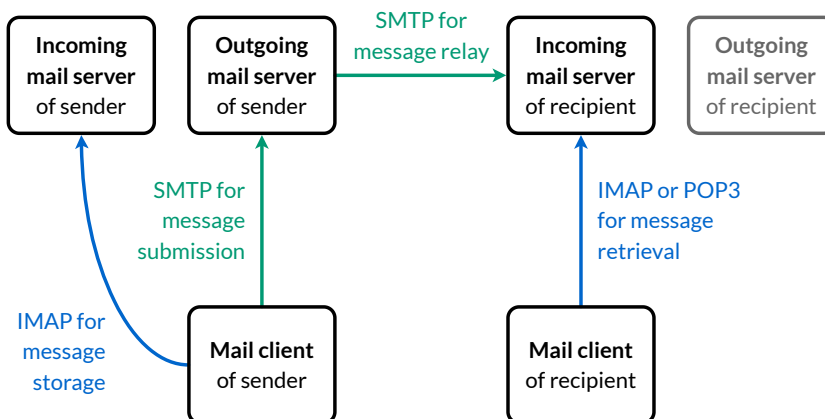 Incoming
mail server
of sender
Outgoing
mail server
of sender
SMTP for
message relay
Incoming
mail server
of recipient
Outgoing
mail server
of recipient
SMTP for
message
submission
IMAP or POP3
for message
retrieval
IMAP for
message
storage
Mail client
of sender
Mail client
of recipient